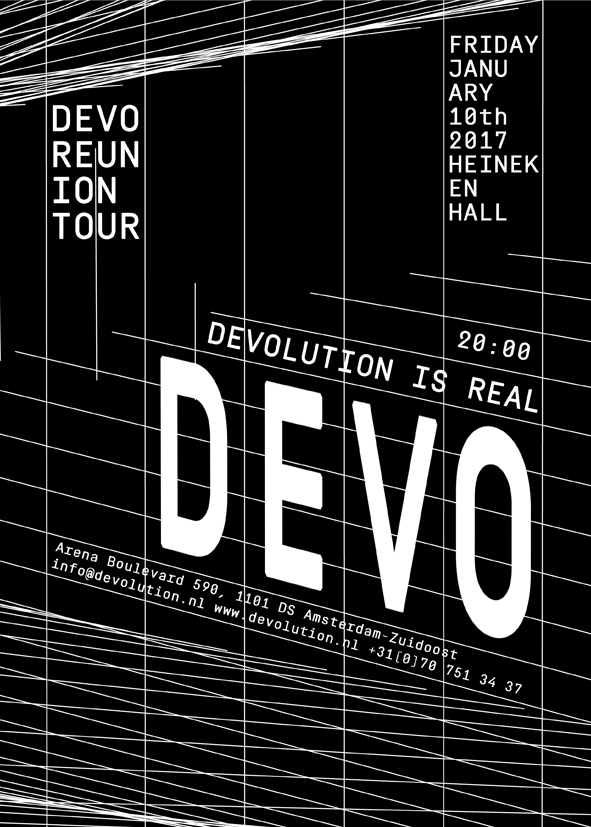 FRIDAY
JANU
ARY
10th
2017
HEINEK
EN
HALL
DEVO
REUN
ION
TOUR
20:00
DEVOLUTION IS REAL
DEVO
Arena Boulevard 590, 1101 DS Amsterdam-Zuidoost
info@devolution.nl www.devolution.nl +31[0]70 751 34 37